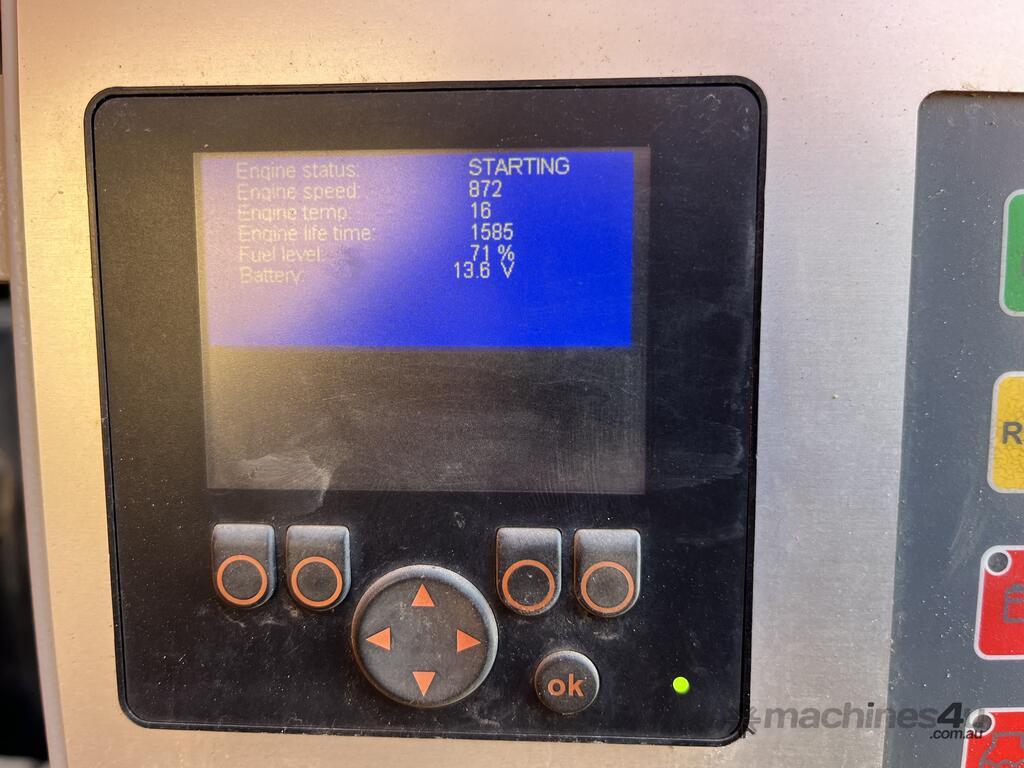 Engine status: STARTING
Engine speed: 872
Engine temp: 16
Engine life time: 1585
Fuel level: 71 %
Battery: 13.6 V
R
ok
machines4u
.com.au